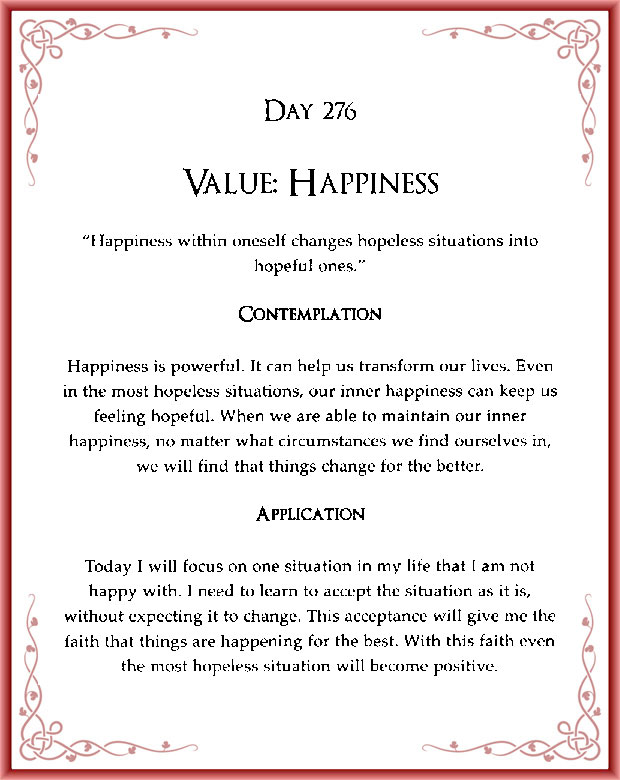 Day 276
Value: Happiness
“Happiness within oneself changes hopeless situations into
hopeful ones.”
Contemplation
Happiness is powerful. It can help us transform our lives. Even
in the most hopeless situations, our inner happiness can keep us
feeling hopeful. When we are able to maintain our inner
happiness, no matter what circumstances we find ourselves in,
we will find that things change for the better.
Application
Today I will focus on one situation in my life that I am not
happy with. I need to learn to accept the situation as it is,
without expecting it to change. This acceptance will give me the
faith that things are happening for the best. With this faith even
the most hopeless situation will become positive.